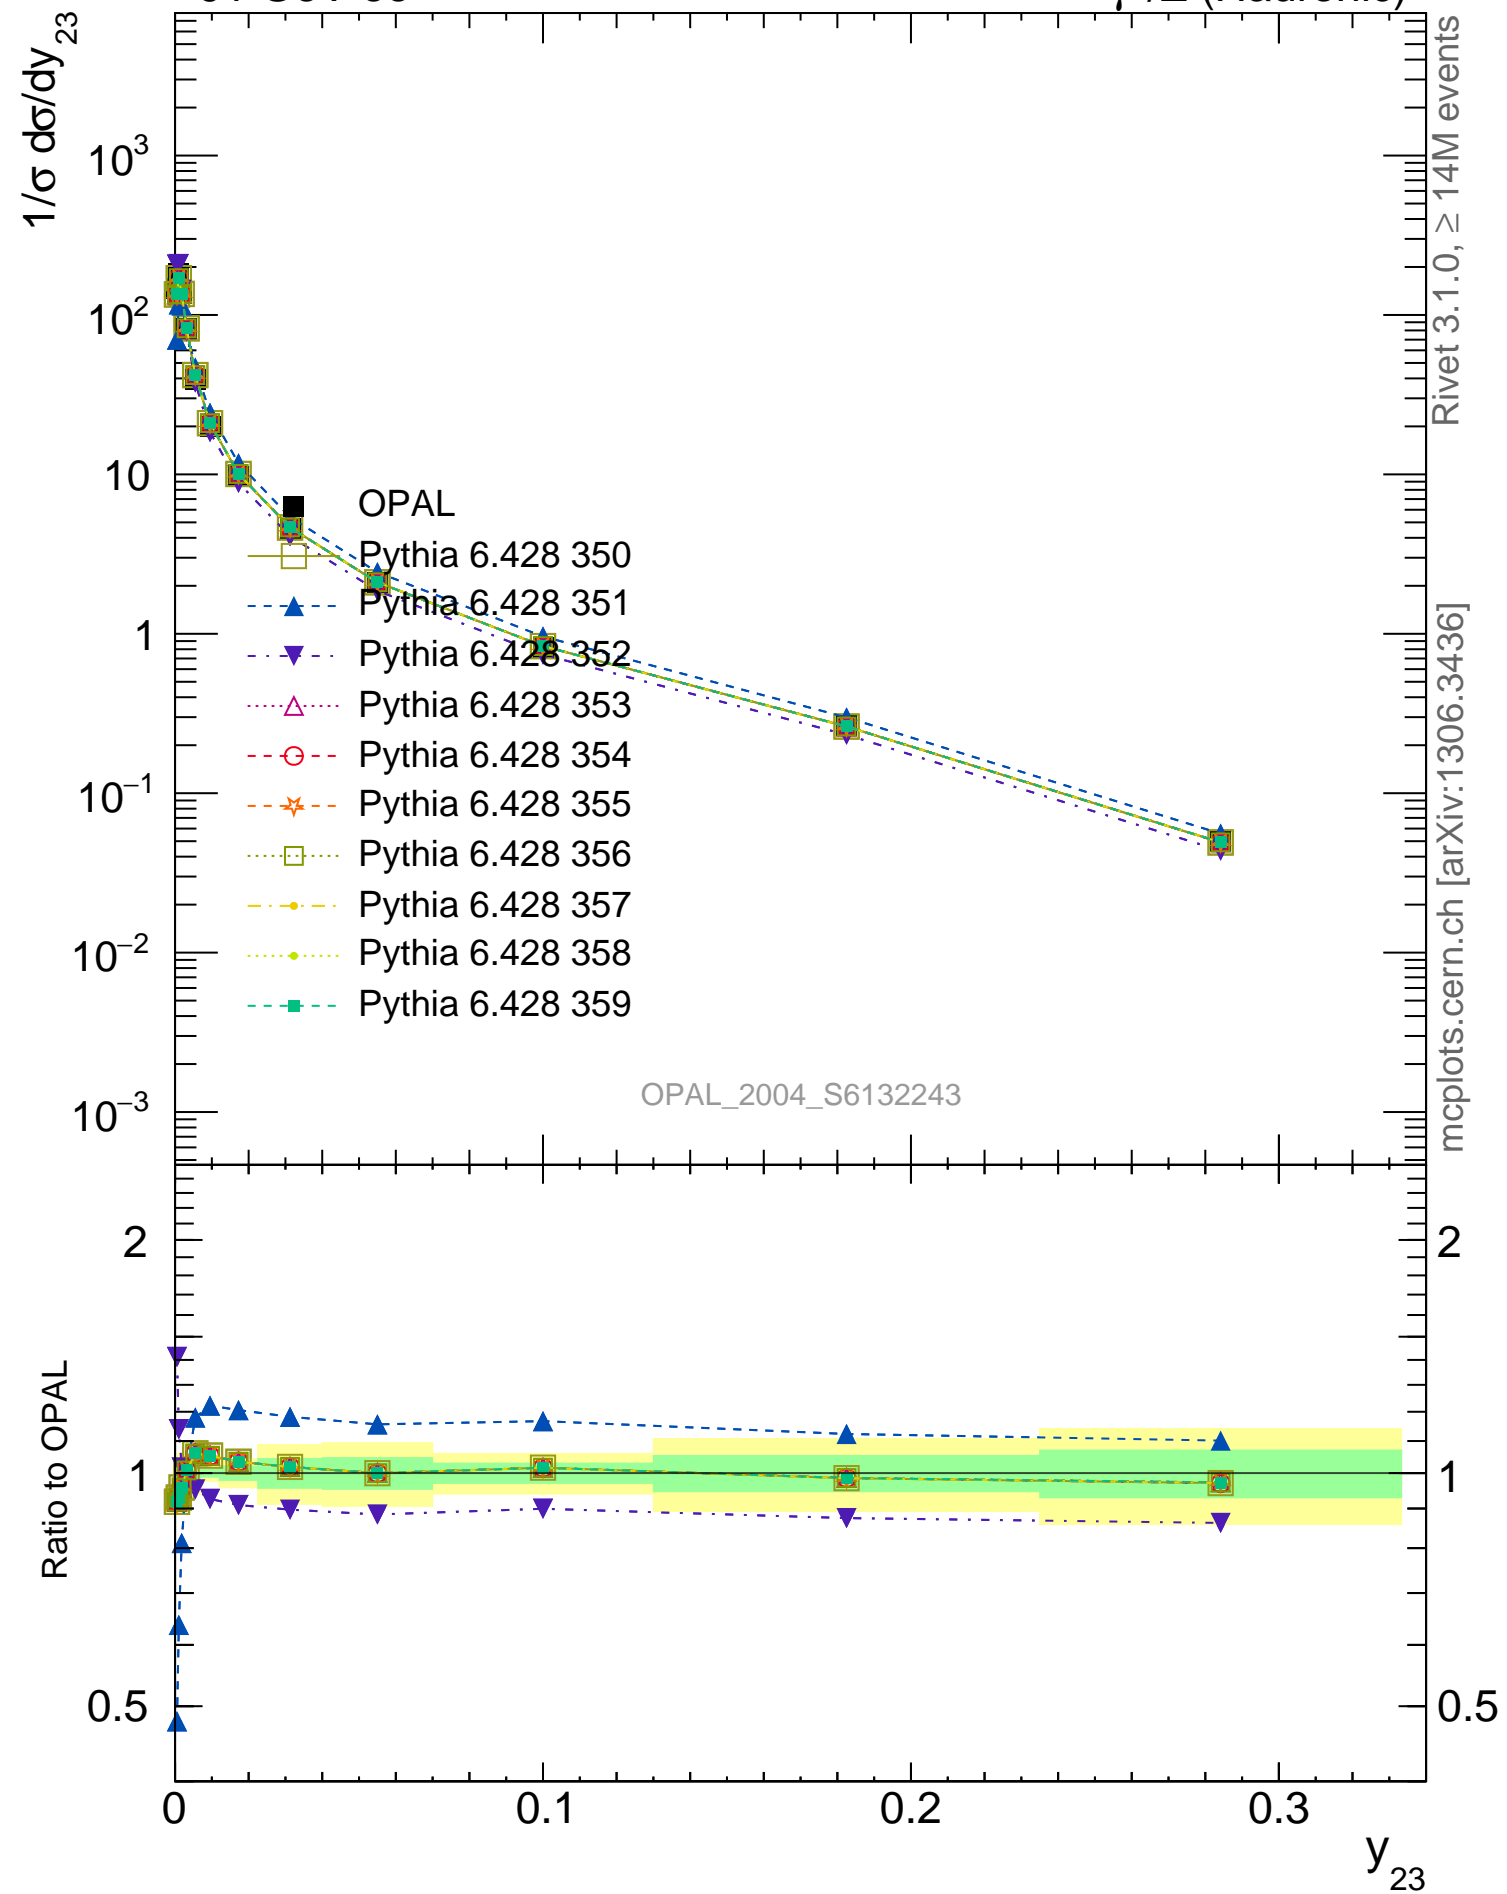 1/σ dσ/dy₂₃
10³
10²
10
1
10⁻¹
10⁻²
10⁻³
OPAL
Pythia 6.428 350
Pythia 6.428 351
Pythia 6.428 352
Pythia 6.428 353
Pythia 6.428 354
Pythia 6.428 355
Pythia 6.428 356
Pythia 6.428 357
Pythia 6.428 358
Pythia 6.428 359
OPAL_2004_S6132243
Rivet 3.1.0, ≥ 14M events
mcplots.cern.ch [arXiv:1306.3436]
Ratio to OPAL
2
1
0.5
2
1
0.5
0 0.1 0.2 0.3
y₂₃